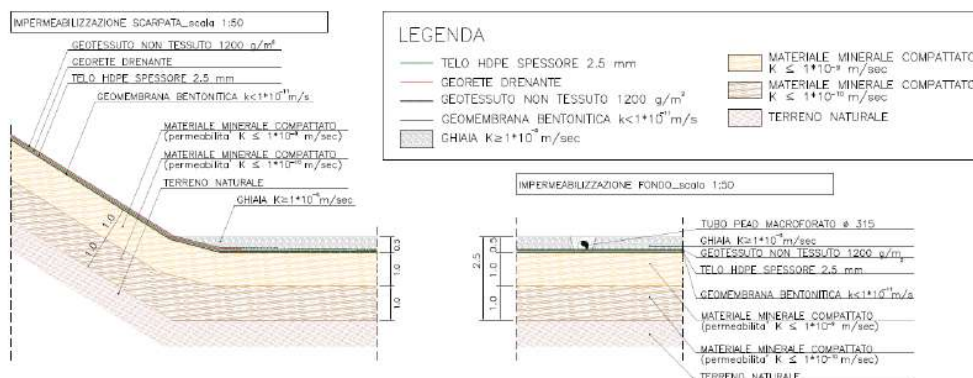 IMPERMEABILIZZAZIONE SCARPATA_scala 1:50
GEOTESSUTO NON TESSUTO 1200 g/m²
GEORETE DRENANTE
TELO HDPE SPESSORE 2.5 mm
GEOMEMBRANA BENTONITICA k<1*10⁻¹¹m/s
MATERIALE MINERALE COMPATTATO
(permeabilita' K ≤ 1*10⁻⁹ m/sec)
MATERIALE MINERALE COMPATTATO
(permeabilita' K ≤ 1*10⁻¹⁰ m/sec)
TERRENO NATURALE
GHIAIA K≥1*10 m/sec
1.0
1.0
0.5
1.0
1.0
LEGENDA
TELO HDPE SPESSORE 2.5 mm
GEORETE DRENANTE
GEOTESSUTO NON TESSUTO 1200 g/m²
GEOMEMBRANA BENTONITICA k<1*10⁻¹¹m/s
GHIAIA K≥1*10 m/sec
MATERIALE MINERALE COMPATTATO
K ≤ 1*10⁻⁹ m/sec
MATERIALE MINERALE COMPATTATO
K ≤ 1*10⁻¹⁰ m/sec
TERRENO NATURALE
IMPERMEABILIZZAZIONE FONDO_scala 1:50
2.5
0.5
1.0
1.0
TUBO PEAD MACROFORATO ø 315
GHIAIA K≥1*10 m/sec
GEOTESSUTO NON TESSUTO 1200 g/m²
TELO HDPE SPESSORE 2.5 mm
GEOMEMBRANA BENTONITICA k<1*10⁻¹¹m/s
MATERIALE MINERALE COMPATTATO
(permeabilita' K ≤ 1*10⁻⁹ m/sec)
MATERIALE MINERALE COMPATTATO
(permeabilita' K ≤ 1*10⁻¹⁰ m/sec)
TERRENO NATURALE